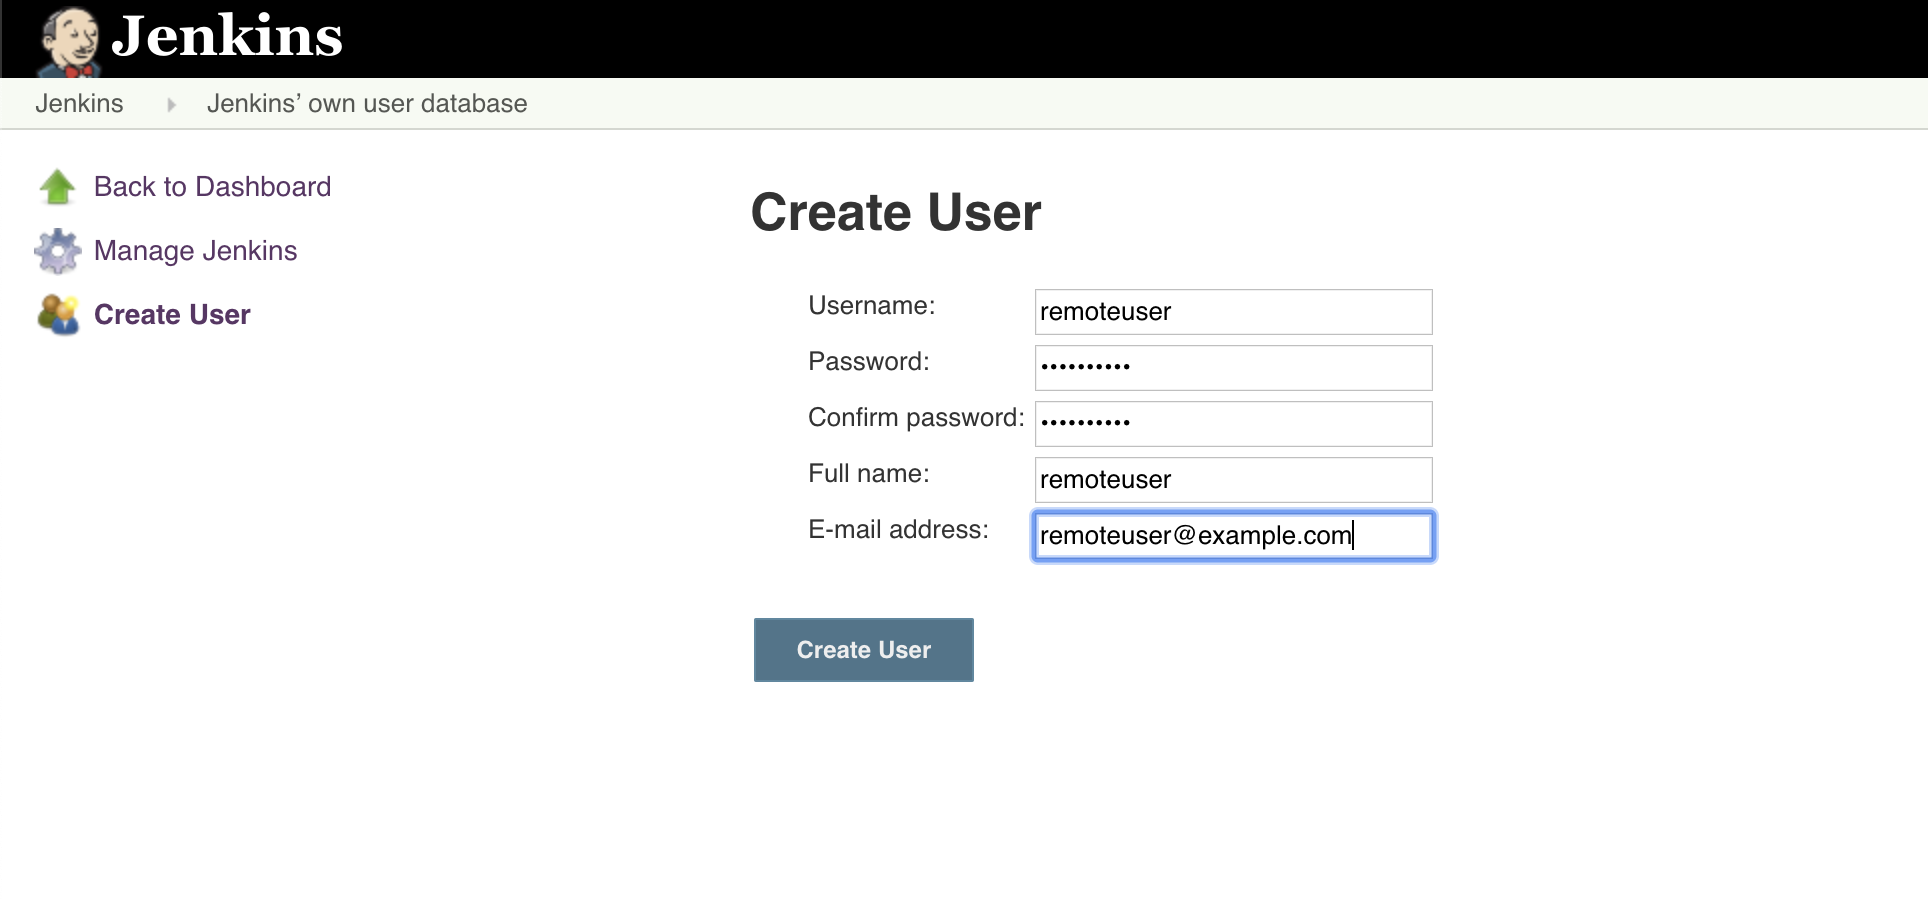 Jenkins
Jenkins Jenkins’ own user database
Back to Dashboard
Manage Jenkins
Create User
Create User
Username: remoteuser
Password: ••••••••••
Confirm password: ••••••••••
Full name: remoteuser
E-mail address: remoteuser@example.com
Create User